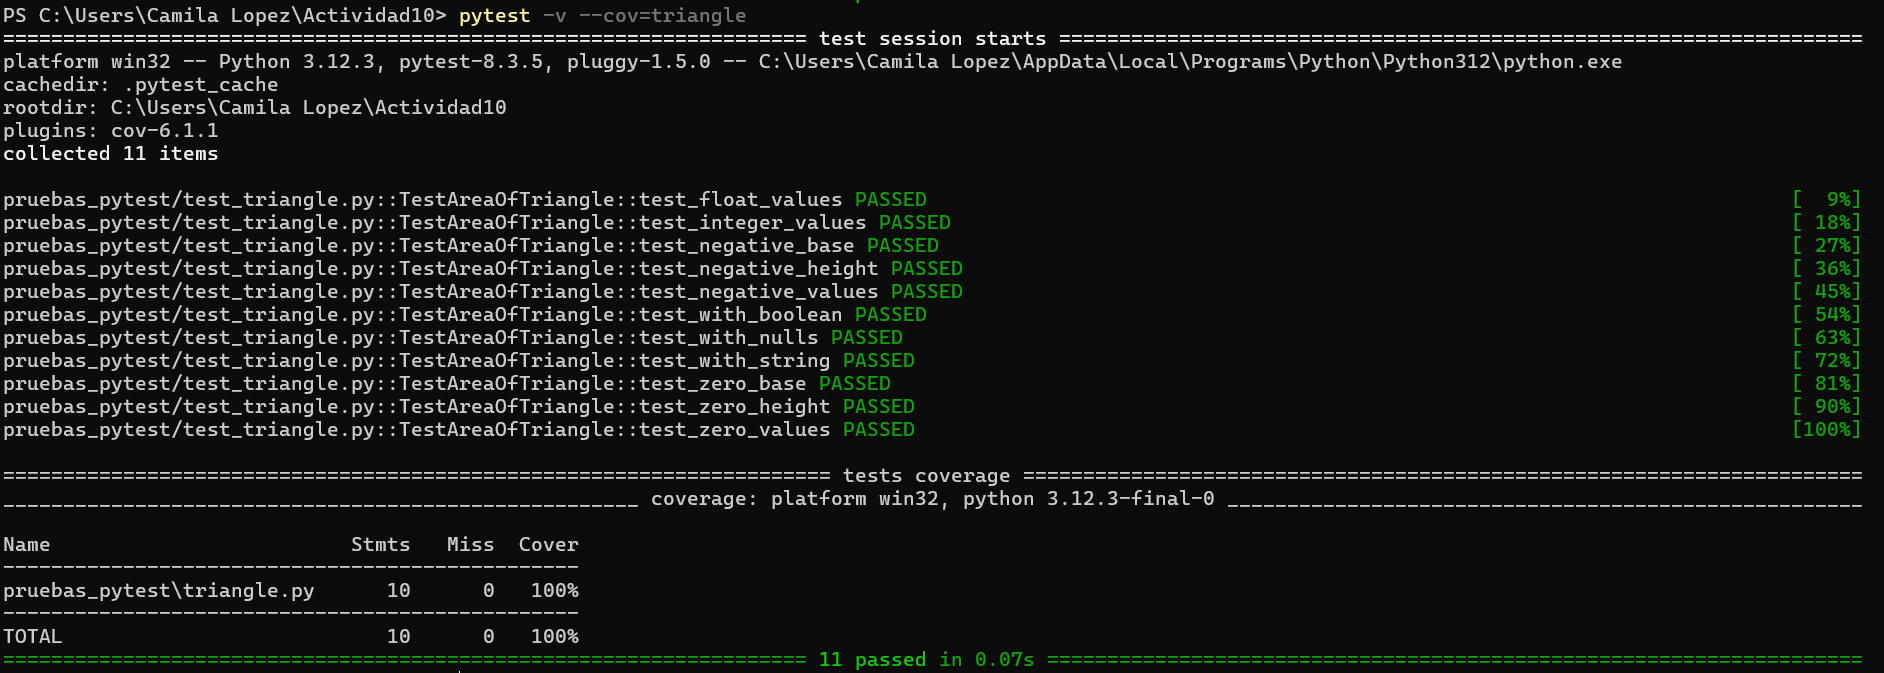 PS C:\Users\Camila Lopez\Actividad10> pytest -v --cov=triangle
=================================================================== test session starts ===================================================================
platform win32 -- Python 3.12.3, pytest-8.3.5, pluggy-1.5.0 -- C:\Users\Camila Lopez\AppData\Local\Programs\Python\Python312\python.exe
cachedir: .pytest_cache
rootdir: C:\Users\Camila Lopez\Actividad10
plugins: cov-6.1.1
collected 11 items
pruebas_pytest/test_triangle.py::TestAreaOfTriangle::test_float_values PASSED [  9%]
pruebas_pytest/test_triangle.py::TestAreaOfTriangle::test_integer_values PASSED [ 18%]
pruebas_pytest/test_triangle.py::TestAreaOfTriangle::test_negative_base PASSED [ 27%]
pruebas_pytest/test_triangle.py::TestAreaOfTriangle::test_negative_height PASSED [ 36%]
pruebas_pytest/test_triangle.py::TestAreaOfTriangle::test_negative_values PASSED [ 45%]
pruebas_pytest/test_triangle.py::TestAreaOfTriangle::test_with_boolean PASSED [ 54%]
pruebas_pytest/test_triangle.py::TestAreaOfTriangle::test_with_nulls PASSED [ 63%]
pruebas_pytest/test_triangle.py::TestAreaOfTriangle::test_with_string PASSED [ 72%]
pruebas_pytest/test_triangle.py::TestAreaOfTriangle::test_zero_base PASSED [ 81%]
pruebas_pytest/test_triangle.py::TestAreaOfTriangle::test_zero_height PASSED [ 90%]
pruebas_pytest/test_triangle.py::TestAreaOfTriangle::test_zero_values PASSED [100%]
===================================================================== tests coverage ======================================================================
_____________________________________________________ coverage: platform win32, python 3.12.3-final-0 _____________________________________________________
Name                         Stmts   Miss  Cover
------------------------------------------------
pruebas_pytest\triangle.py      10      0   100%
------------------------------------------------
TOTAL                           10      0   100%
=================================================================== 11 passed in 0.07s ====================================================================